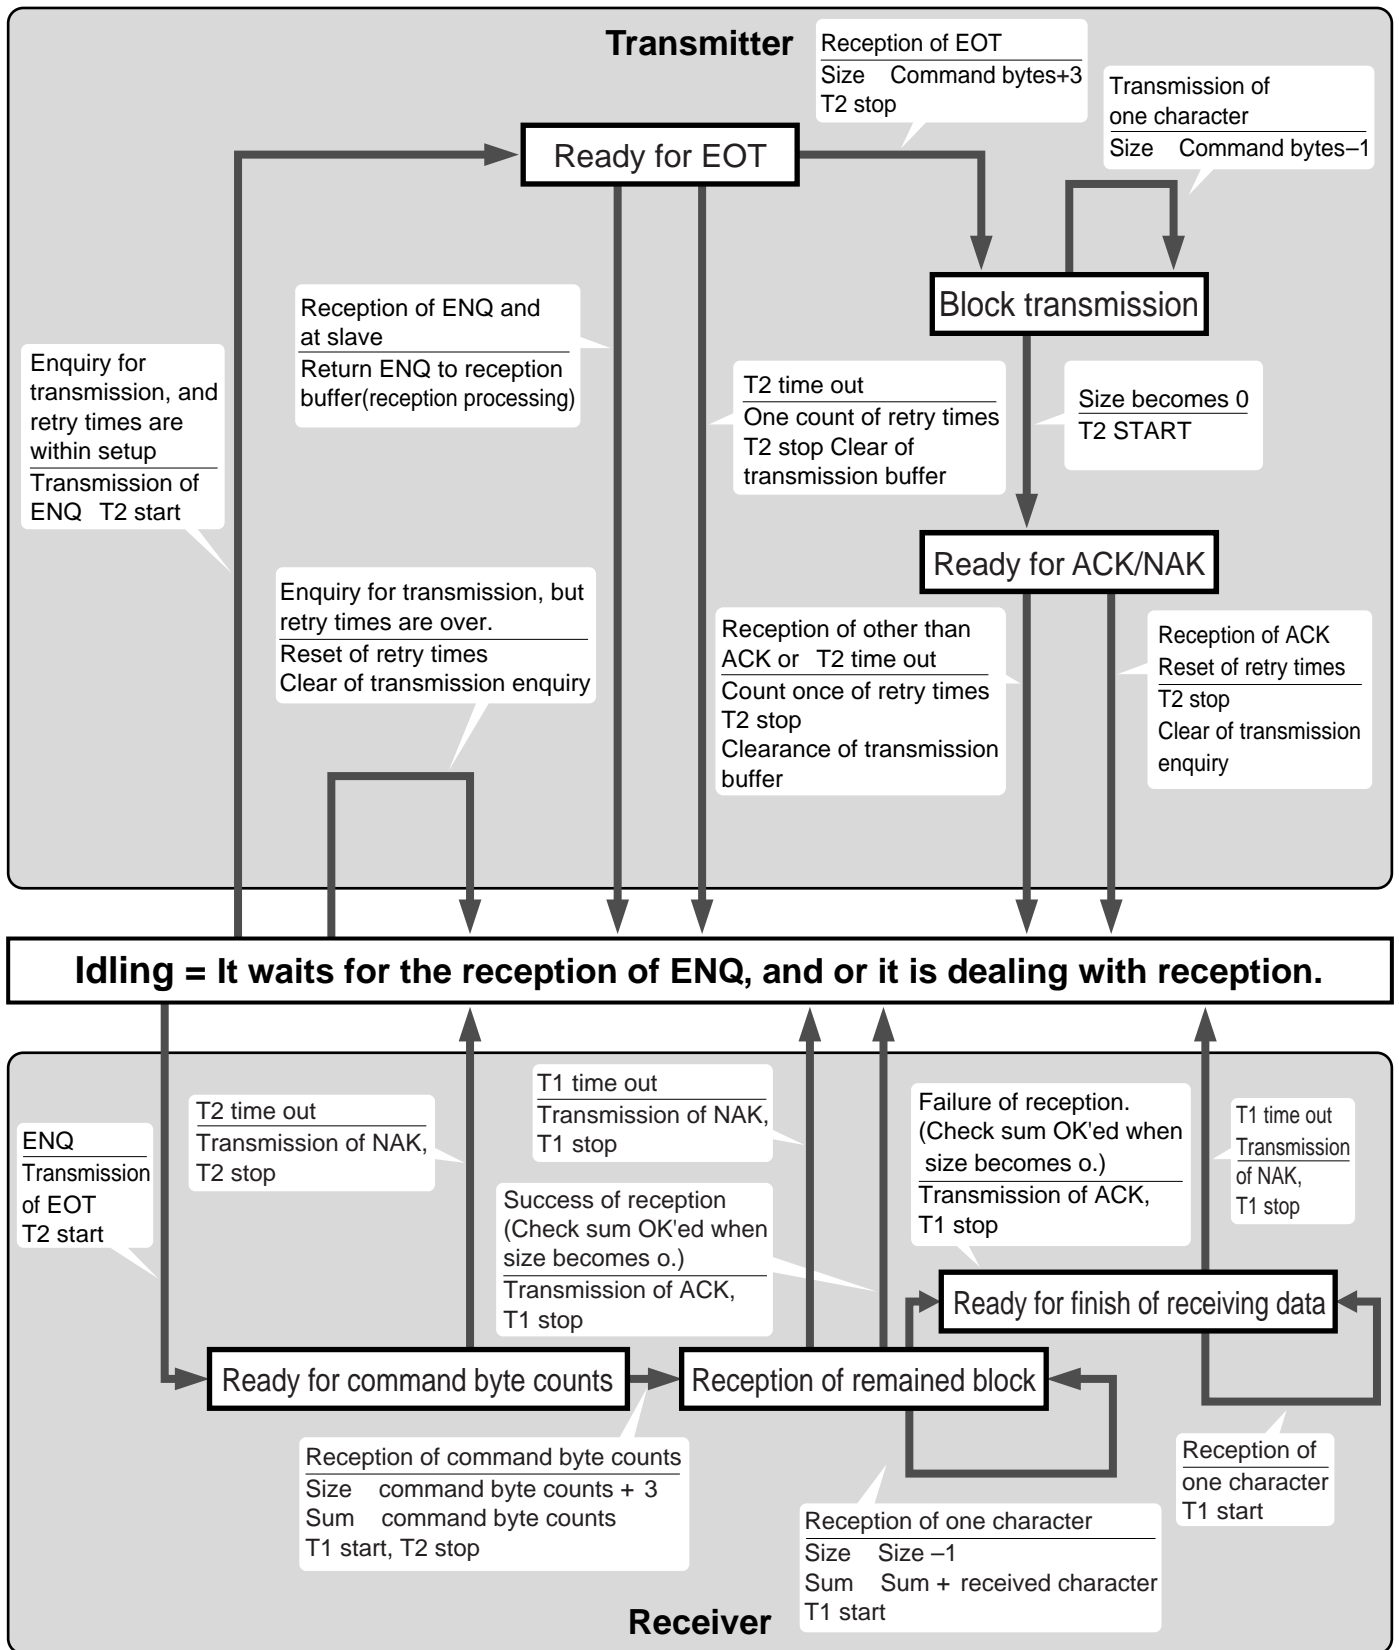 Transmitter
Reception of EOT
Size Command bytes+3
T2 stop
Transmission of
one character
Size Command bytes–1
Ready for EOT
Block transmission
Reception of ENQ and
at slave
Return ENQ to reception
buffer(reception processing)
Enquiry for
transmission, and
retry times are
within setup
Transmission of
ENQ T2 start
T2 time out
One count of retry times
T2 stop Clear of
transmission buffer
Size becomes 0
T2 START
Ready for ACK/NAK
Enquiry for transmission, but
retry times are over.
Reset of retry times
Clear of transmission enquiry
Reception of other than
ACK or T2 time out
Count once of retry times
T2 stop
Clearance of transmission
buffer
Reception of ACK
Reset of retry times
T2 stop
Clear of transmission
enquiry
Idling = It waits for the reception of ENQ, and or it is dealing with reception.
ENQ
Transmission
of EOT
T2 start
T2 time out
Transmission of NAK,
T2 stop
T1 time out
Transmission of NAK,
T1 stop
Success of reception
(Check sum OK'ed when
size becomes o.)
Transmission of ACK,
T1 stop
Failure of reception.
(Check sum OK'ed when
size becomes o.)
Transmission of ACK,
T1 stop
T1 time out
Transmission
of NAK,
T1 stop
Ready for finish of receiving data
Ready for command byte counts
Reception of remained block
Reception of command byte counts
Size command byte counts + 3
Sum command byte counts
T1 start, T2 stop
Reception of one character
Size Size –1
Sum Sum + received character
T1 start
Reception of
one character
T1 start
Receiver